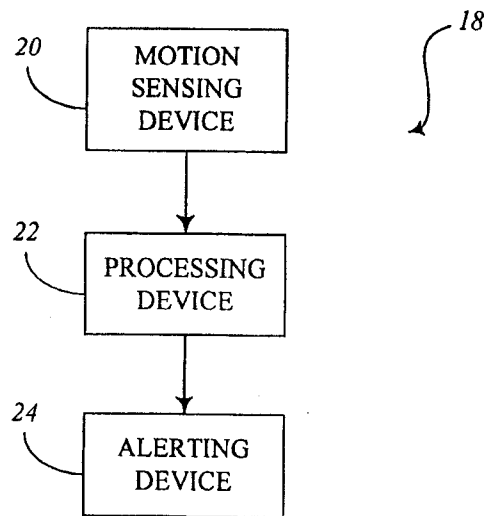 18
20
MOTION
SENSING
DEVICE
22
PROCESSING
DEVICE
24
ALERTING
DEVICE